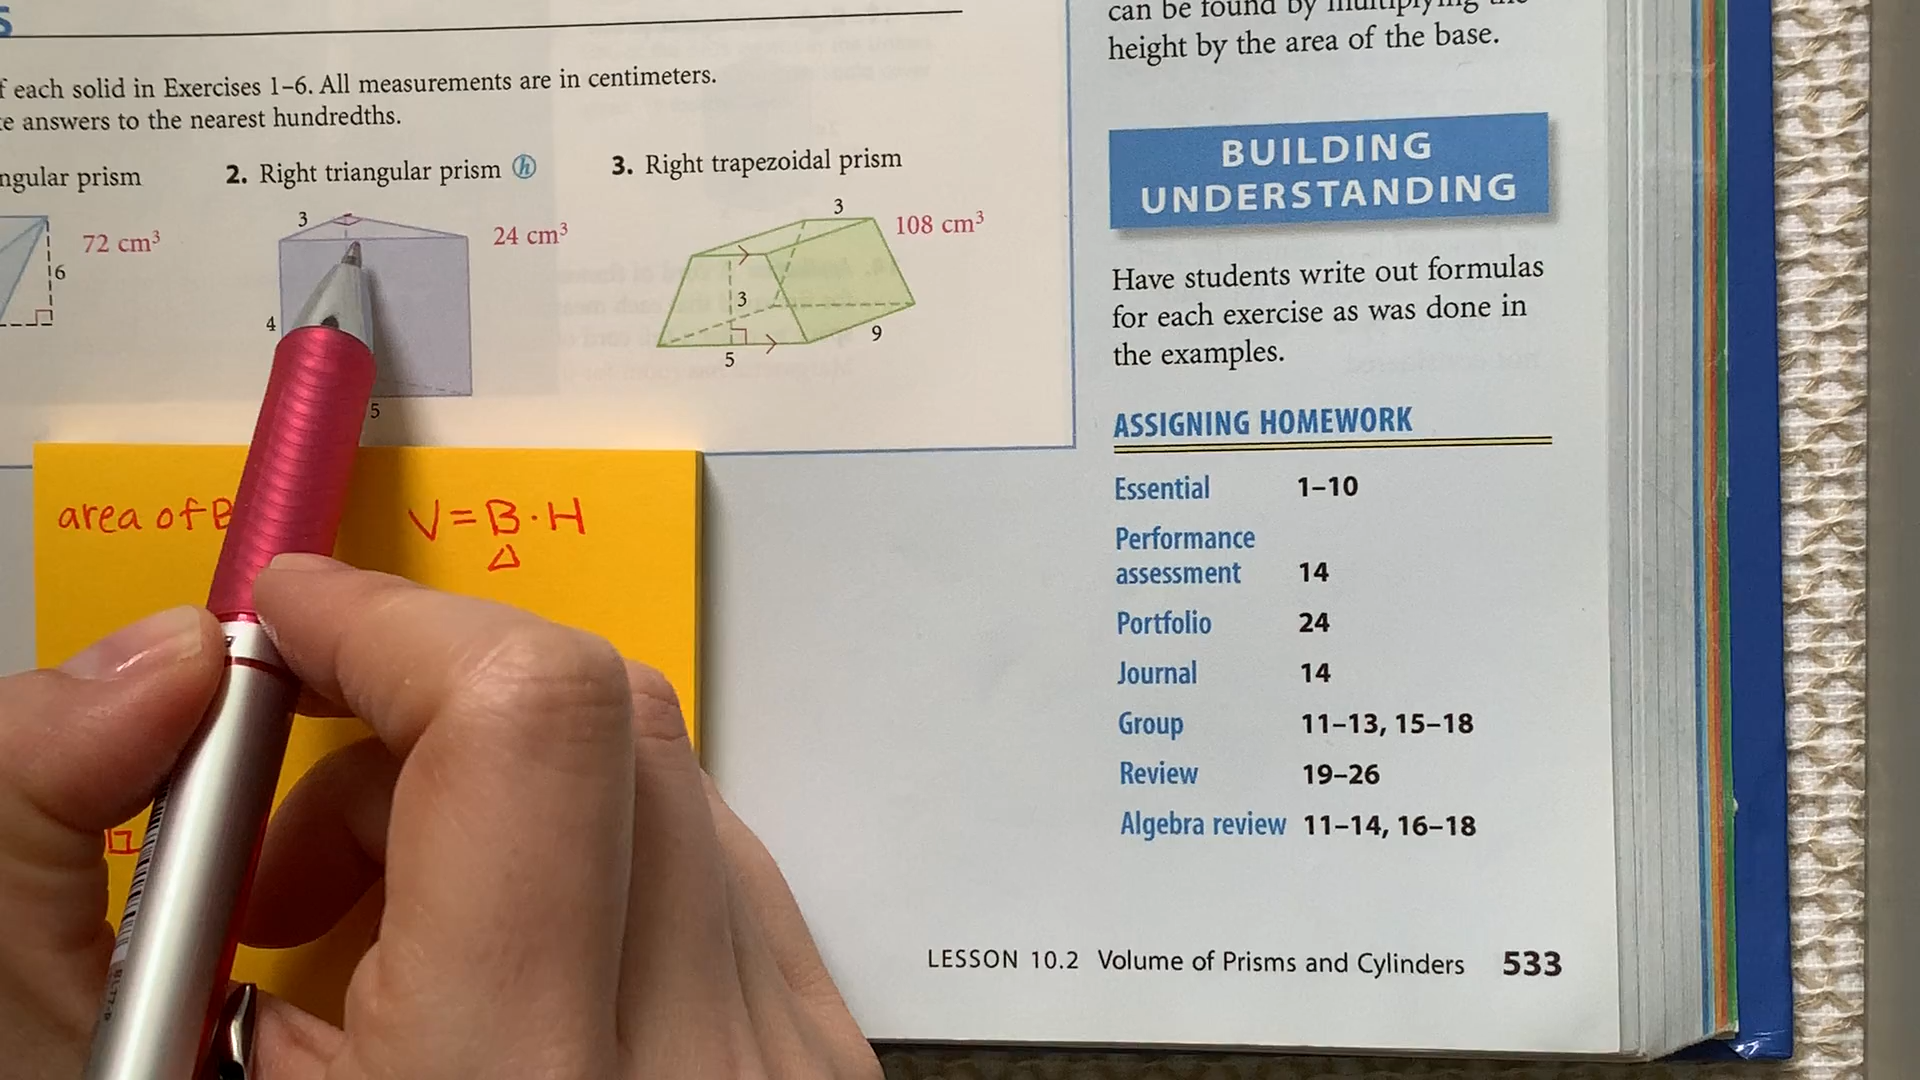 can be found by multiplying the
height by the area of the base.
each solid in Exercises 1–6. All measurements are in centimeters.
answers to the nearest hundredths.
prism
2. Right triangular prism h
3. Right trapezoidal prism
72 cm³
6
3
24 cm³
4
5
3
108 cm³
3
9
5
BUILDING
UNDERSTANDING
Have students write out formulas
for each exercise as was done in
the examples.
ASSIGNING HOMEWORK
Essential 1–10
Performance
assessment 14
Portfolio 24
Journal 14
Group 11–13, 15–18
Review 19–26
Algebra review 11–14, 16–18
area of B
V = B · H
LESSON 10.2 Volume of Prisms and Cylinders 533